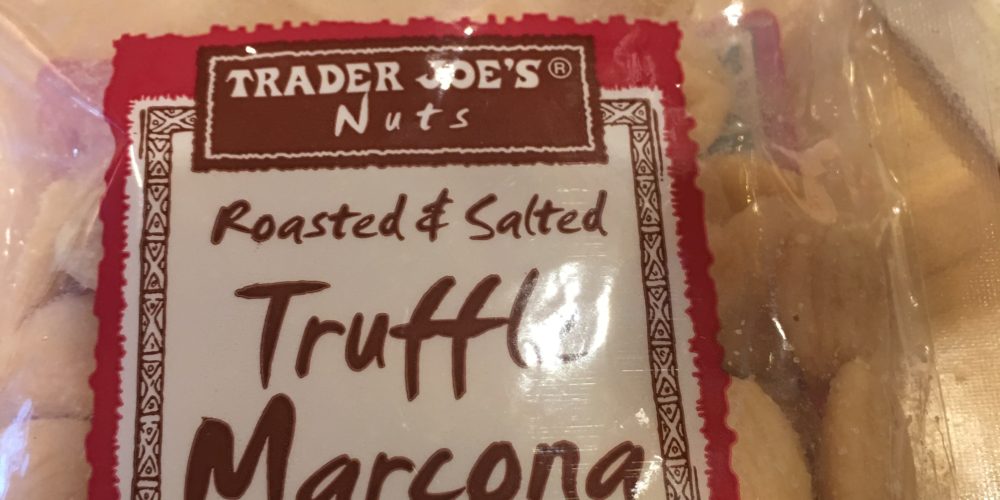 TRADER JOE'S®
Nuts
Roasted & Salted
Truffle
Marcona